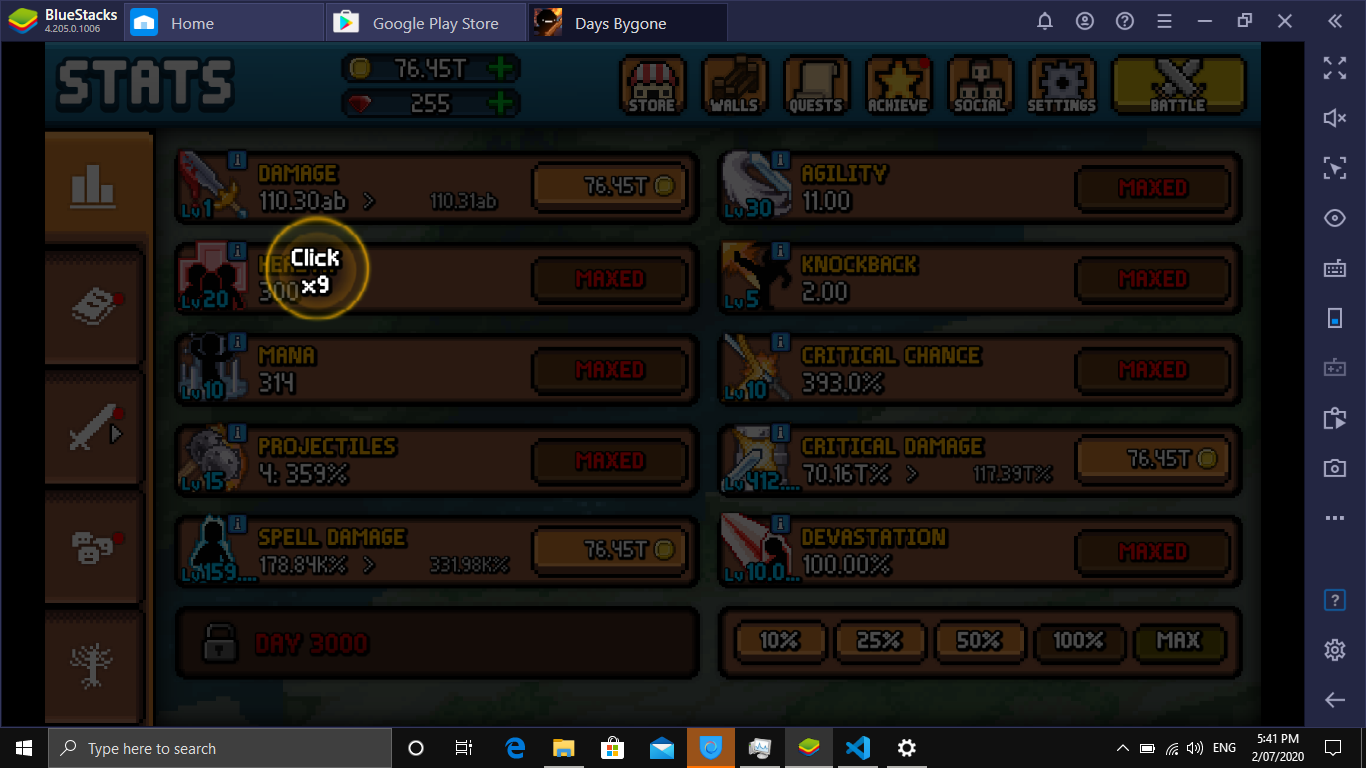 BlueStacks
4.205.0.1006
Home
Google Play Store
Days Bygone
STATS
76.45T
255
STORE
WALLS
QUESTS
ACHIEVE
SOCIAL
SETTINGS
BATTLE
DAMAGE
110.30ab > 110.31ab
Lv1
76.45T
AGILITY
11.00
Lv30
MAXED
Click
x9
300
Lv20
MAXED
KNOCKBACK
2.00
Lv5
MAXED
MANA
314
Lv10
MAXED
CRITICAL CHANCE
393.0%
Lv10
MAXED
PROJECTILES
4: 359%
Lv15
MAXED
CRITICAL DAMAGE
70.16T% > 117.39T%
Lv412....
76.45T
SPELL DAMAGE
178.84K% > 331.98K%
Lv159....
76.45T
DEVASTATION
100.00%
Lv10.0...
MAXED
DAY 3000
10% 25% 50% 100% MAX
Type here to search
ENG
5:41 PM
2/07/2020